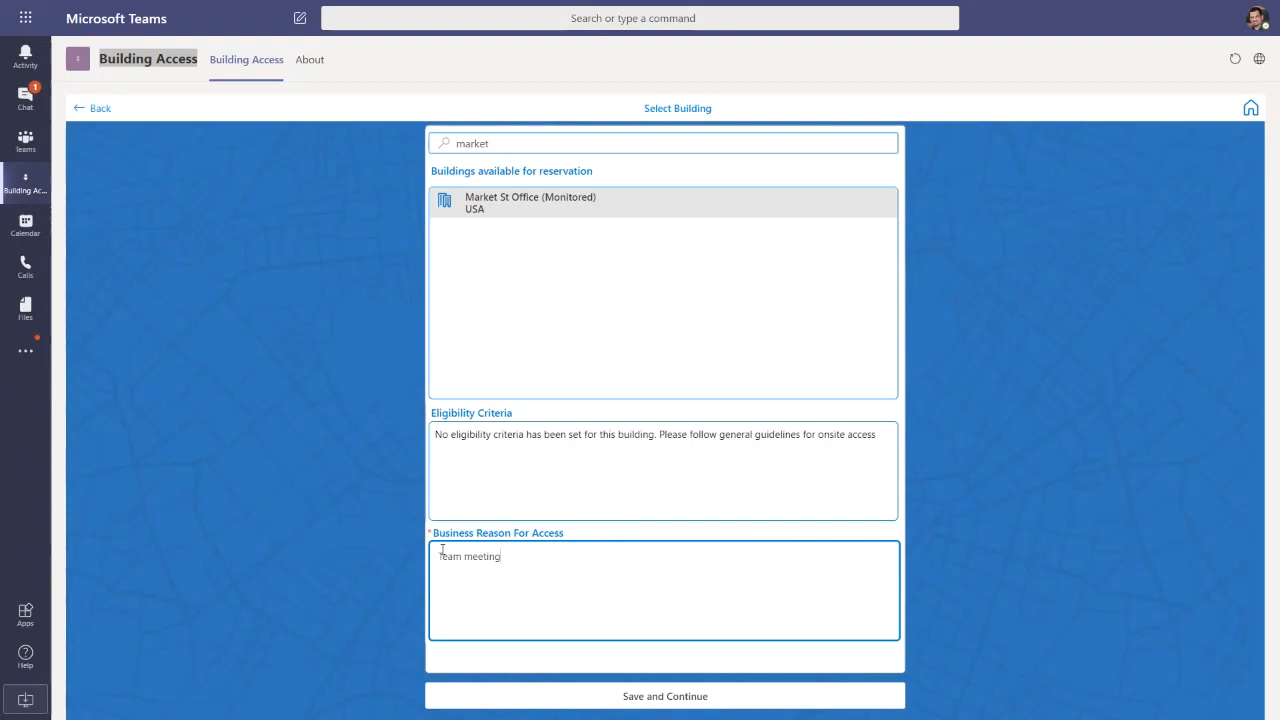 Microsoft Teams
Search or type a command
Activity
Chat
1
Teams
Building Ac...
Calendar
Calls
Files
Apps
Help
Building Access
Building Access
About
Back
Select Building
market
Buildings available for reservation
Market St Office (Monitored)
USA
Eligibility Criteria
No eligibility criteria has been set for this building. Please follow general guidelines for onsite access
*Business Reason For Access
Team meeting
Save and Continue